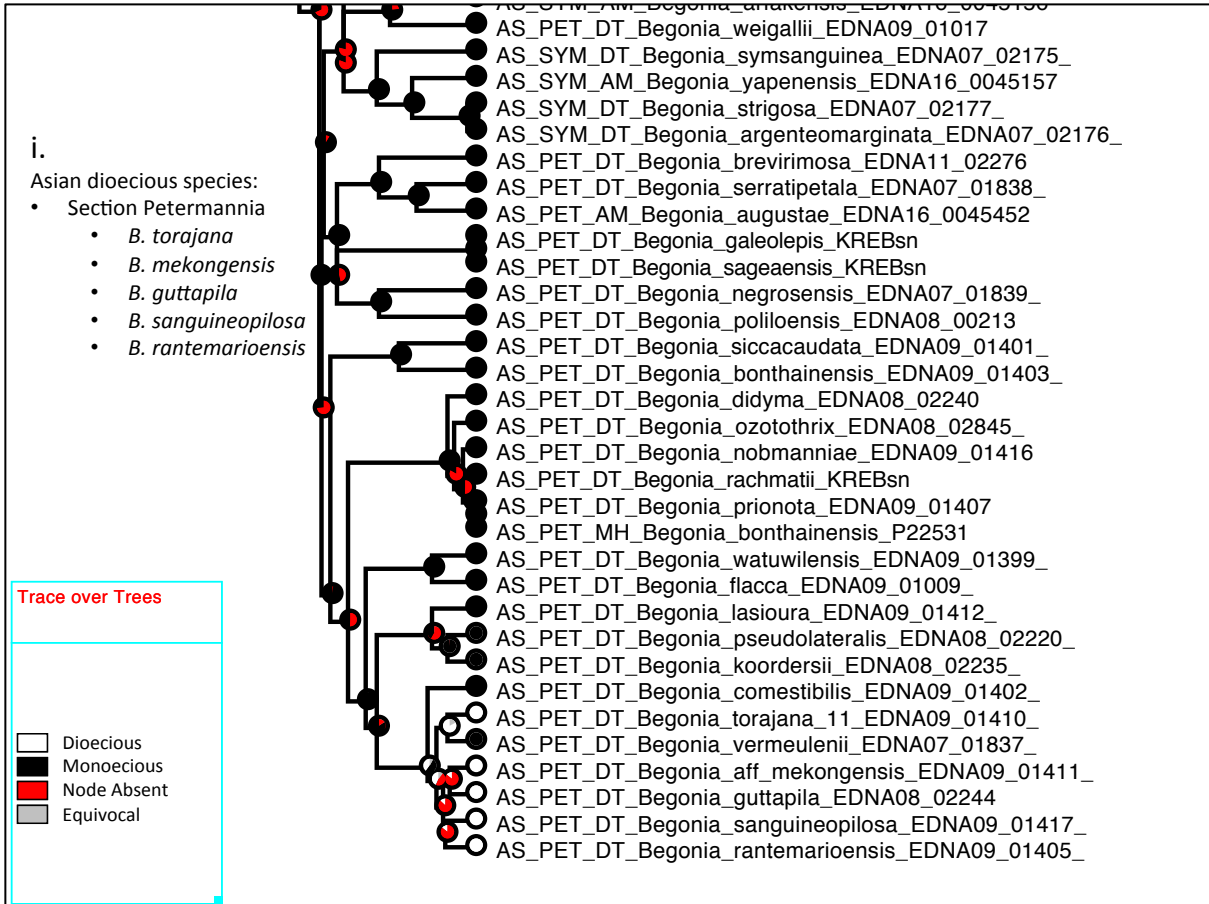 AS_PET_DT_Begonia_weigallii_EDNA09_01017
AS_SYM_DT_Begonia_symsanguinea_EDNA07_02175_
AS_SYM_AM_Begonia_yapenensis_EDNA16_0045157
AS_SYM_DT_Begonia_strigosa_EDNA07_02177_
AS_SYM_DT_Begonia_argenteomarginata_EDNA07_02176_
AS_PET_DT_Begonia_brevirimosa_EDNA11_02276
AS_PET_DT_Begonia_serratipetala_EDNA07_01838_
AS_PET_AM_Begonia_augustae_EDNA16_0045452
AS_PET_DT_Begonia_galeolepis_KREBsn
AS_PET_DT_Begonia_sageaensis_KREBsn
AS_PET_DT_Begonia_negrosensis_EDNA07_01839_
AS_PET_DT_Begonia_poliloensis_EDNA08_00213
AS_PET_DT_Begonia_siccacaudata_EDNA09_01401_
AS_PET_DT_Begonia_bonthainensis_EDNA09_01403_
AS_PET_DT_Begonia_didyma_EDNA08_02240
AS_PET_DT_Begonia_ozotothrix_EDNA08_02845_
AS_PET_DT_Begonia_nobmanniae_EDNA09_01416
AS_PET_DT_Begonia_rachmatii_KREBsn
AS_PET_DT_Begonia_prionota_EDNA09_01407
AS_PET_MH_Begonia_bonthainensis_P22531
AS_PET_DT_Begonia_watuwilensis_EDNA09_01399_
AS_PET_DT_Begonia_flacca_EDNA09_01009_
AS_PET_DT_Begonia_lasioura_EDNA09_01412_
AS_PET_DT_Begonia_pseudolateralis_EDNA08_02220_
AS_PET_DT_Begonia_koordersii_EDNA08_02235_
AS_PET_DT_Begonia_comestibilis_EDNA09_01402_
AS_PET_DT_Begonia_torajana_11_EDNA09_01410_
AS_PET_DT_Begonia_vermeulenii_EDNA07_01837_
AS_PET_DT_Begonia_aff_mekongensis_EDNA09_01411_
AS_PET_DT_Begonia_guttapila_EDNA08_02244
AS_PET_DT_Begonia_sanguineopilosa_EDNA09_01417_
AS_PET_DT_Begonia_rantemarioensis_EDNA09_01405_
i.
Asian dioecious species:
• Section Petermannia
• B. torajana
• B. mekongensis
• B. guttapila
• B. sanguineopilosa
• B. rantemarioensis
Trace over Trees
Dioecious
Monoecious
Node Absent
Equivocal